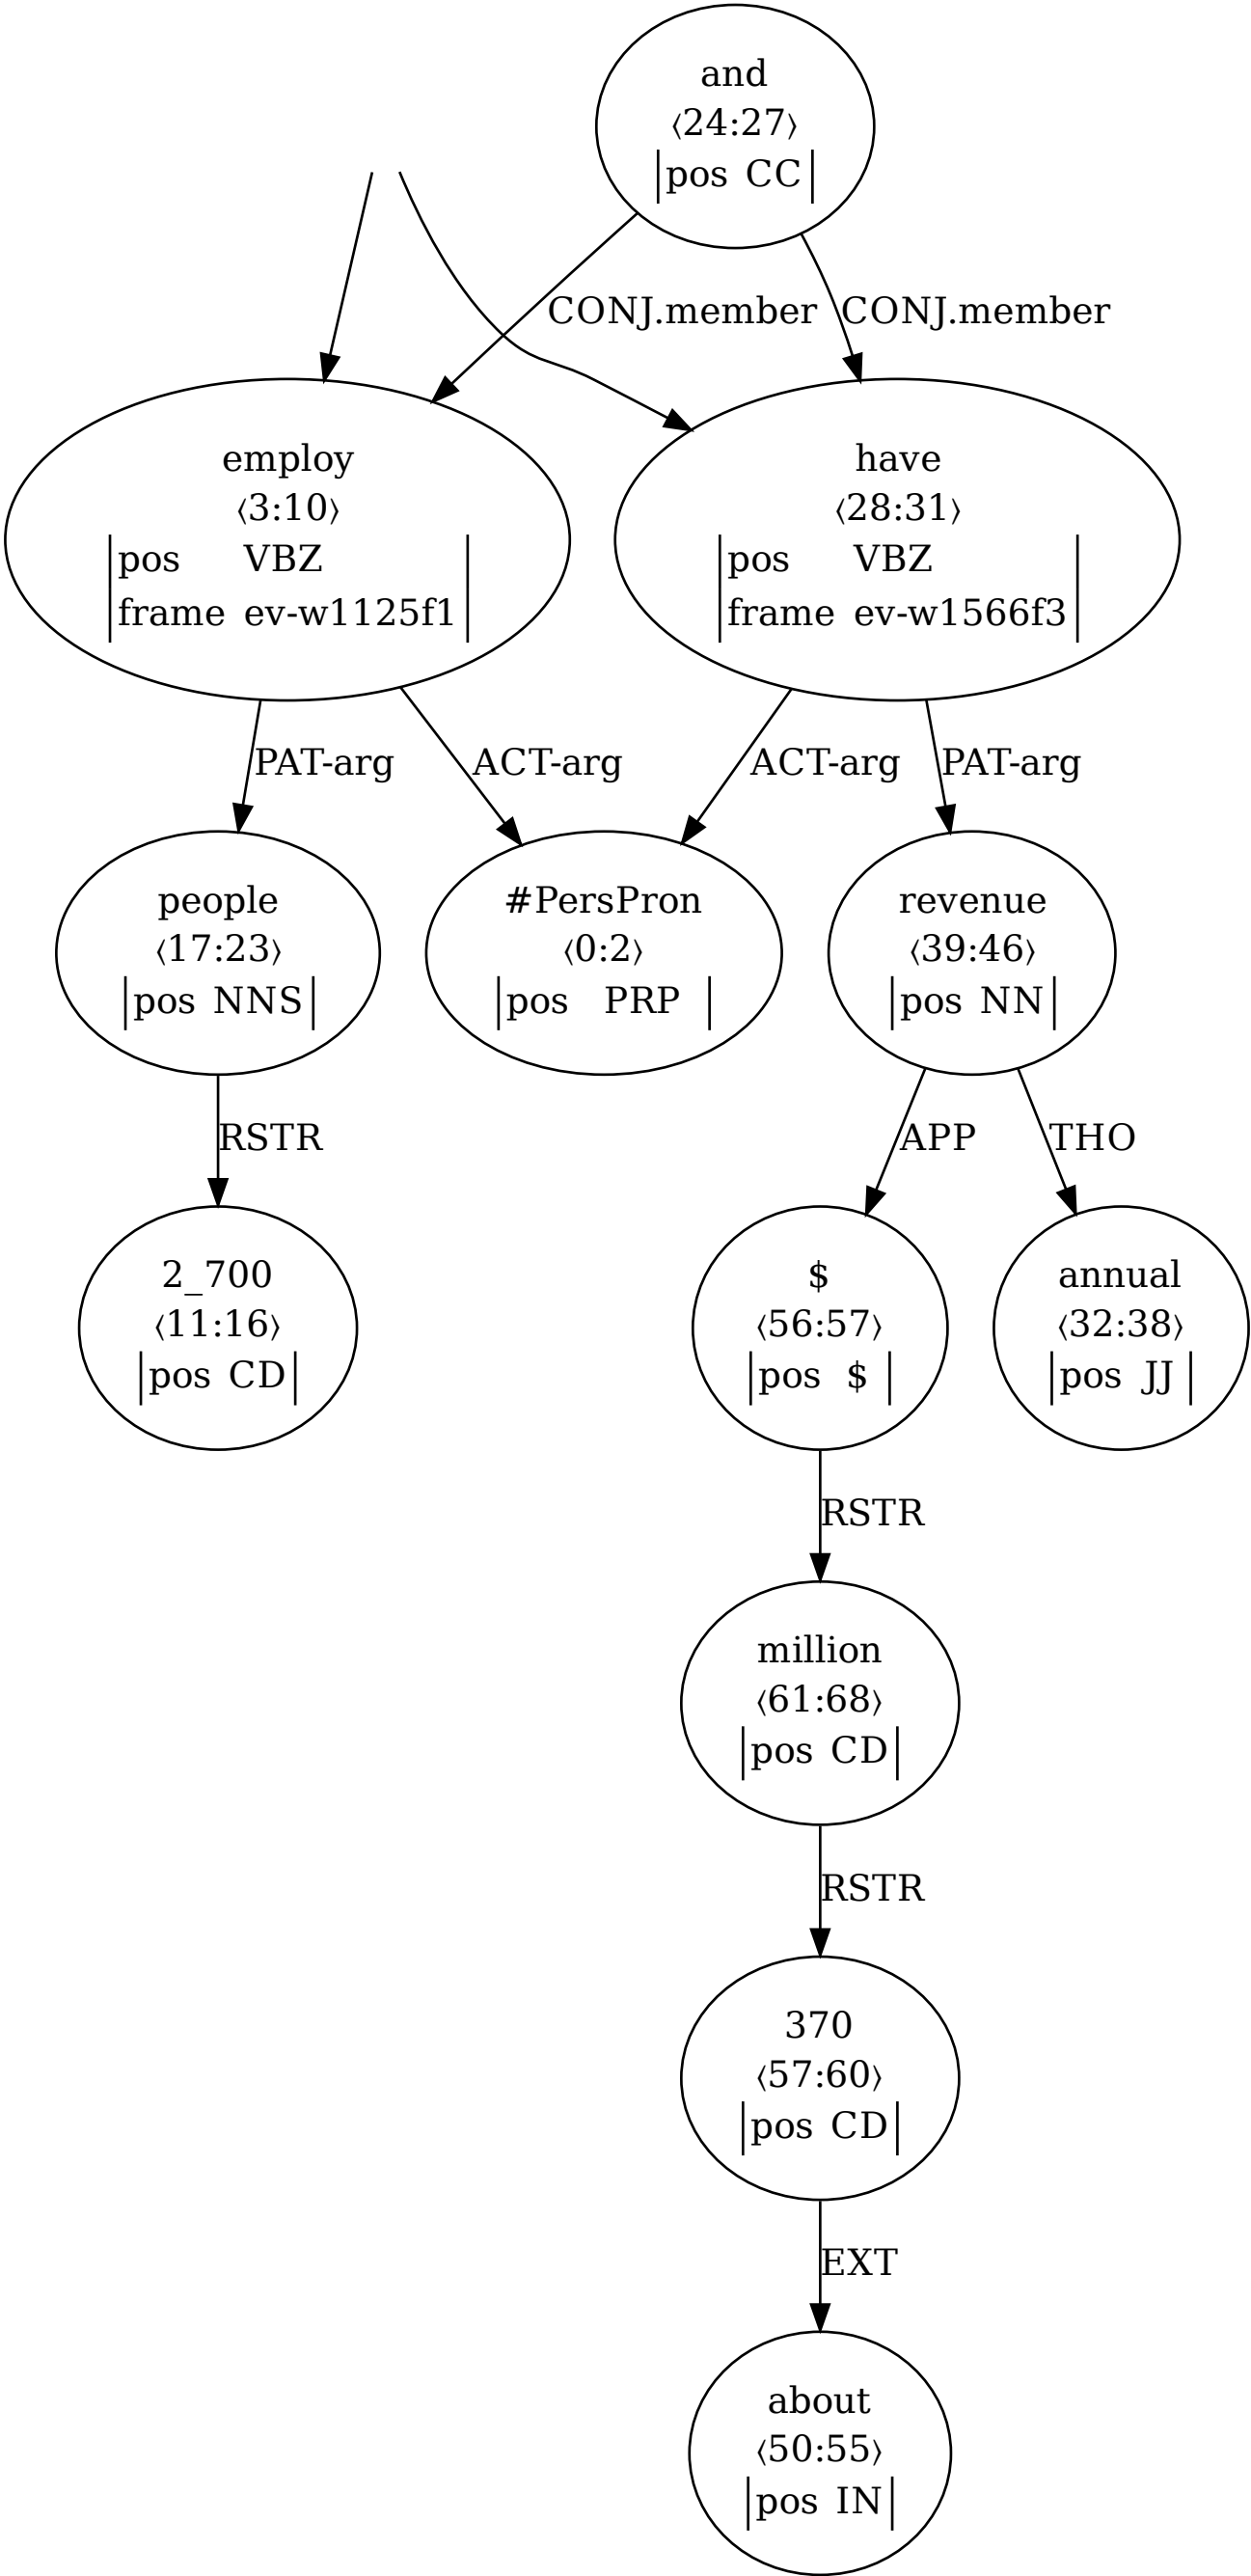 and
⟨24:27⟩
pos CC
CONJ.member CONJ.member
employ
⟨3:10⟩
pos VBZ
frame ev-w1125f1
have
⟨28:31⟩
pos VBZ
frame ev-w1566f3
PAT-arg ACT-arg ACT-arg PAT-arg
people
⟨17:23⟩
pos NNS
#PersPron
⟨0:2⟩
pos PRP
revenue
⟨39:46⟩
pos NN
RSTR APP THO
2_700
⟨11:16⟩
pos CD
$
⟨56:57⟩
pos $
annual
⟨32:38⟩
pos JJ
RSTR
million
⟨61:68⟩
pos CD
RSTR
370
⟨57:60⟩
pos CD
EXT
about
⟨50:55⟩
pos IN